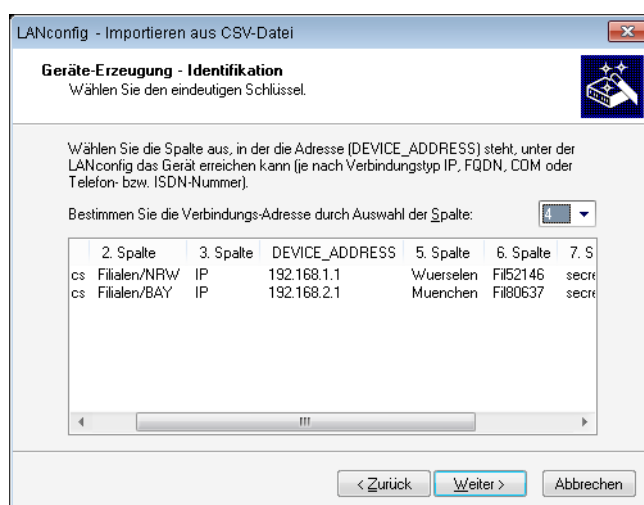 LANconfig - Importieren aus CSV-Datei
Geräte-Erzeugung - Identifikation
Wählen Sie den eindeutigen Schlüssel.
Wählen Sie die Spalte aus, in der die Adresse (DEVICE_ADDRESS) steht, unter der
LANconfig das Gerät erreichen kann (je nach Verbindungstyp IP, FQDN, COM oder
Telefon- bzw. ISDN-Nummer).
Bestimmen Sie die Verbindungs-Adresse durch Auswahl der Spalte: 4
2. Spalte 3. Spalte DEVICE_ADDRESS 5. Spalte 6. Spalte 7. S
cs Filialen/NRW IP 192.168.1.1 Wuerselen Fil52146 secre
cs Filialen/BAY IP 192.168.2.1 Muenchen Fil80637 secre
< Zurück Weiter > Abbrechen